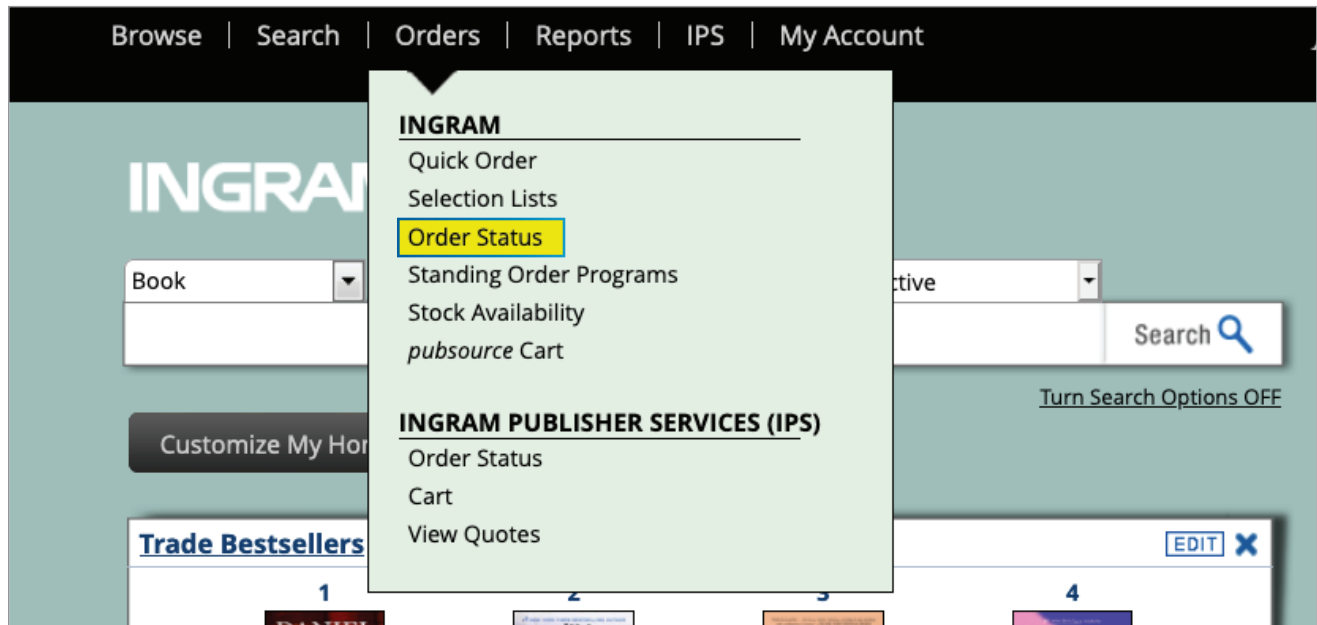 Browse | Search | Orders | Reports | IPS | My Account
INGRAM
Quick Order
INGRA
Selection Lists
Order Status
Book
Standing Order Programs
ctive
Stock Availability
Search
pubsource Cart
Turn Search Options OFF
INGRAM PUBLISHER SERVICES (IPS)
Customize My Hom
Order Status
Cart
View Quotes
Trade Bestsellers
EDIT
1 2 3 4
DANIEL